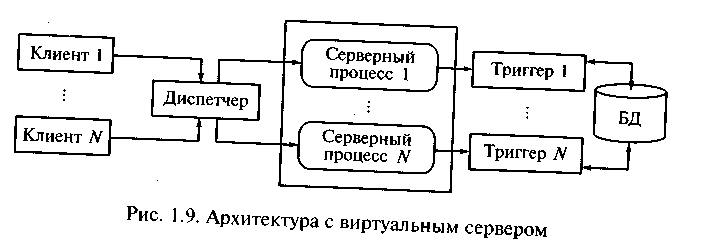 Клиент 1
⋮
Клиент N
Диспетчер
Серверный
процесс 1
⋮
Серверный
процесс N
Триггер 1
⋮
Триггер N
БД
Рис. 1.9. Архитектура с виртуальным сервером